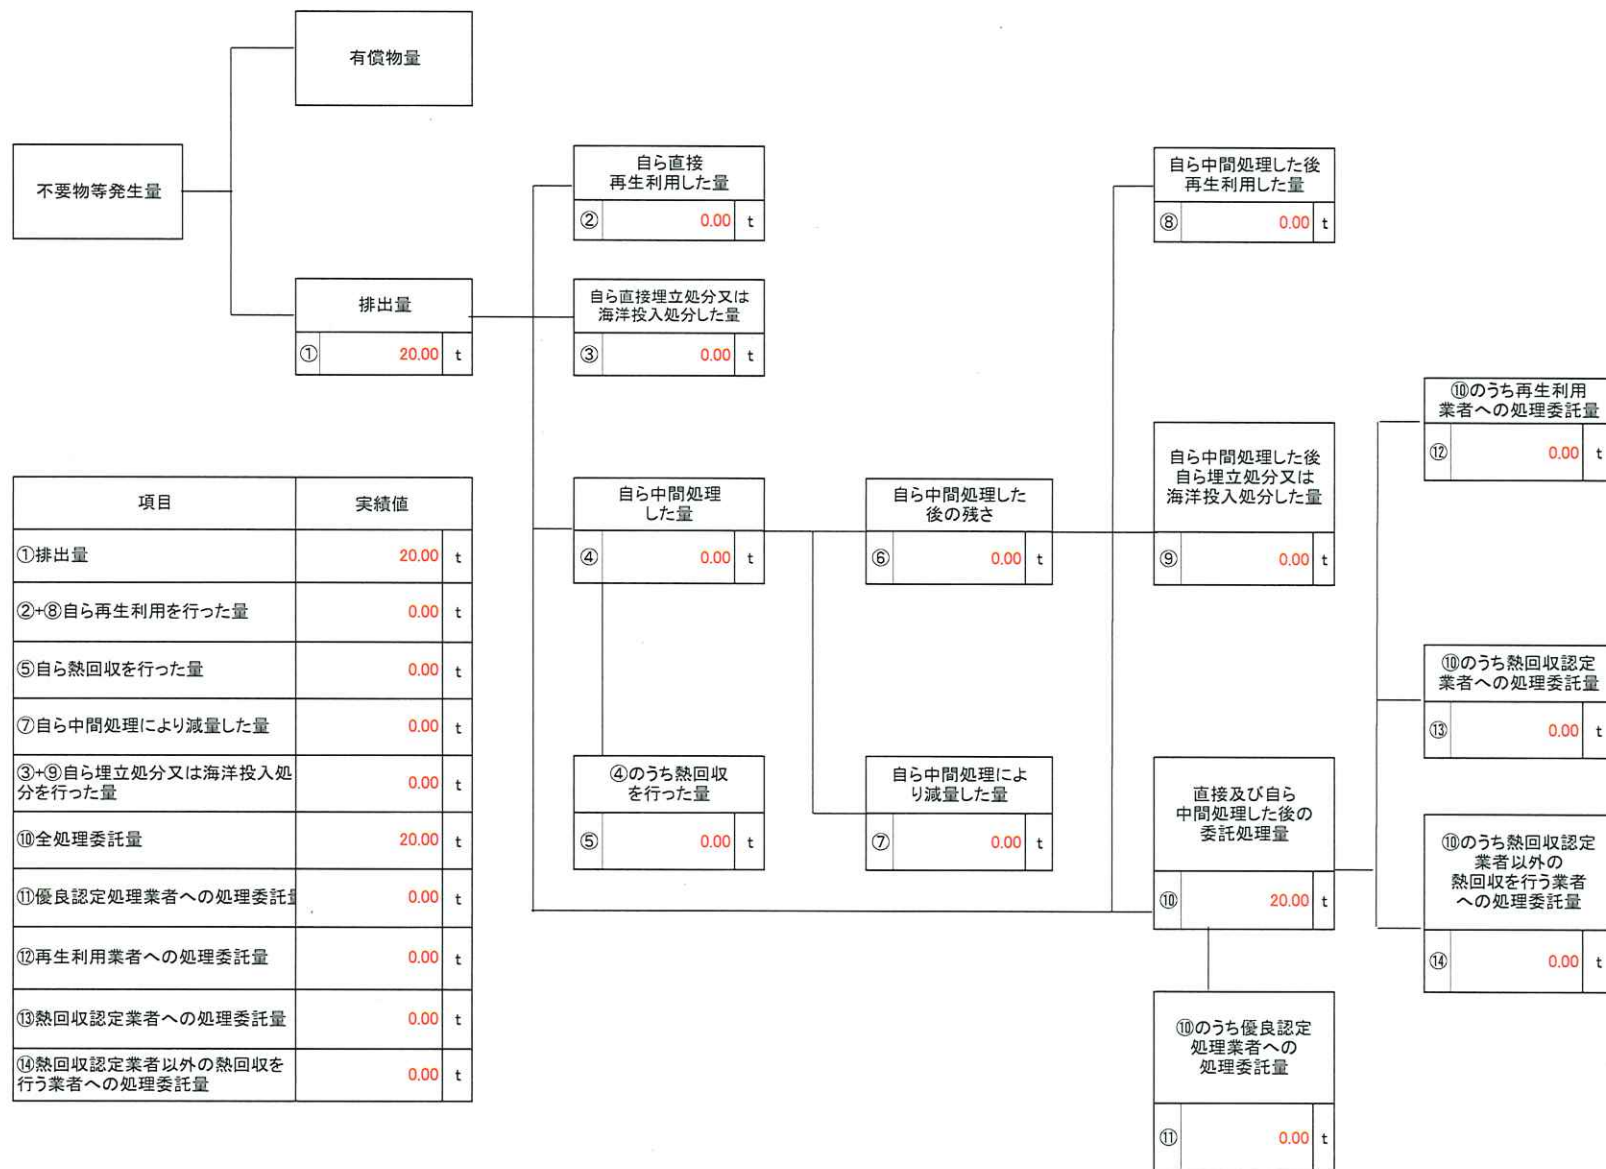 有償物量
不要物等発生量
排出量
① 20.00 t
自ら直接
再生利用した量
② 0.00 t
自ら直接埋立処分又は
海洋投入処分した量
③ 0.00 t
自ら中間処理
した量
④ 0.00 t
④のうち熱回収
を行った量
⑤ 0.00 t
自ら中間処理した
後の残さ
⑥ 0.00 t
自ら中間処理によ
り減量した量
⑦ 0.00 t
自ら中間処理した後
再生利用した量
⑧ 0.00 t
自ら中間処理した後
自ら埋立処分又は
海洋投入処分した量
⑨ 0.00 t
直接及び自ら
中間処理した後の
委託処理量
⑩ 20.00 t
⑩のうち優良認定
処理業者への
処理委託量
⑪ 0.00 t
⑩のうち再生利用
業者への処理委託量
⑫ 0.00 t
⑩のうち熱回収認定
業者への処理委託量
⑬ 0.00 t
⑩のうち熱回収認定
業者以外の
熱回収を行う業者
への処理委託量
⑭ 0.00 t
項目 実績値
①排出量 20.00 t
②+⑧自ら再生利用を行った量 0.00 t
⑤自ら熱回収を行った量 0.00 t
⑦自ら中間処理により減量した量 0.00 t
③+⑨自ら埋立処分又は海洋投入処
分を行った量 0.00 t
⑩全処理委託量 20.00 t
⑪優良認定処理業者への処理委託量 0.00 t
⑫再生利用業者への処理委託量 0.00 t
⑬熱回収認定業者への処理委託量 0.00 t
⑭熱回収認定業者以外の熱回収を
行う業者への処理委託量 0.00 t